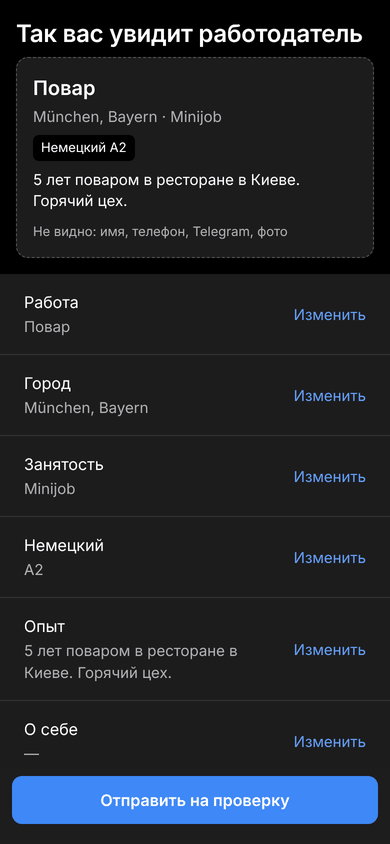 Так вас увидит работодатель
Повар
München, Bayern · Minijob
Немецкий A2
5 лет поваром в ресторане в Киеве.
Горячий цех.
Не видно: имя, телефон, Telegram, фото
Работа
Повар
Изменить
Город
München, Bayern
Изменить
Занятость
Minijob
Изменить
Немецкий
A2
Изменить
Опыт
5 лет поваром в ресторане в
Киеве. Горячий цех.
Изменить
О себе
—
Изменить
Отправить на проверку